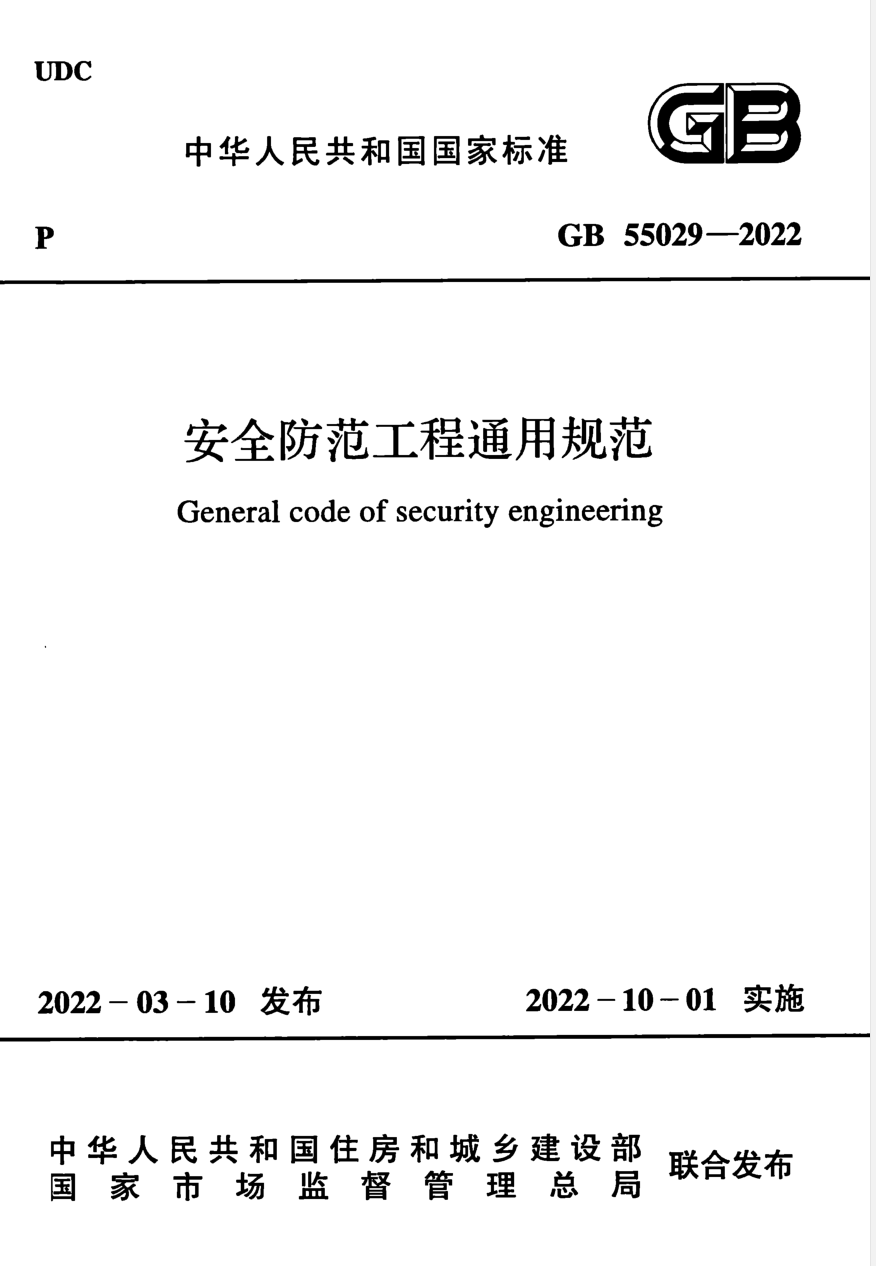 UDC
中华人民共和国国家标准
GB
P
GB 55029—2022
安全防范工程通用规范
General code of security engineering
2022－03－10 发布
2022－10－01 实施
中华人民共和国住房和城乡建设部
国家市场监督管理总局
联合发布